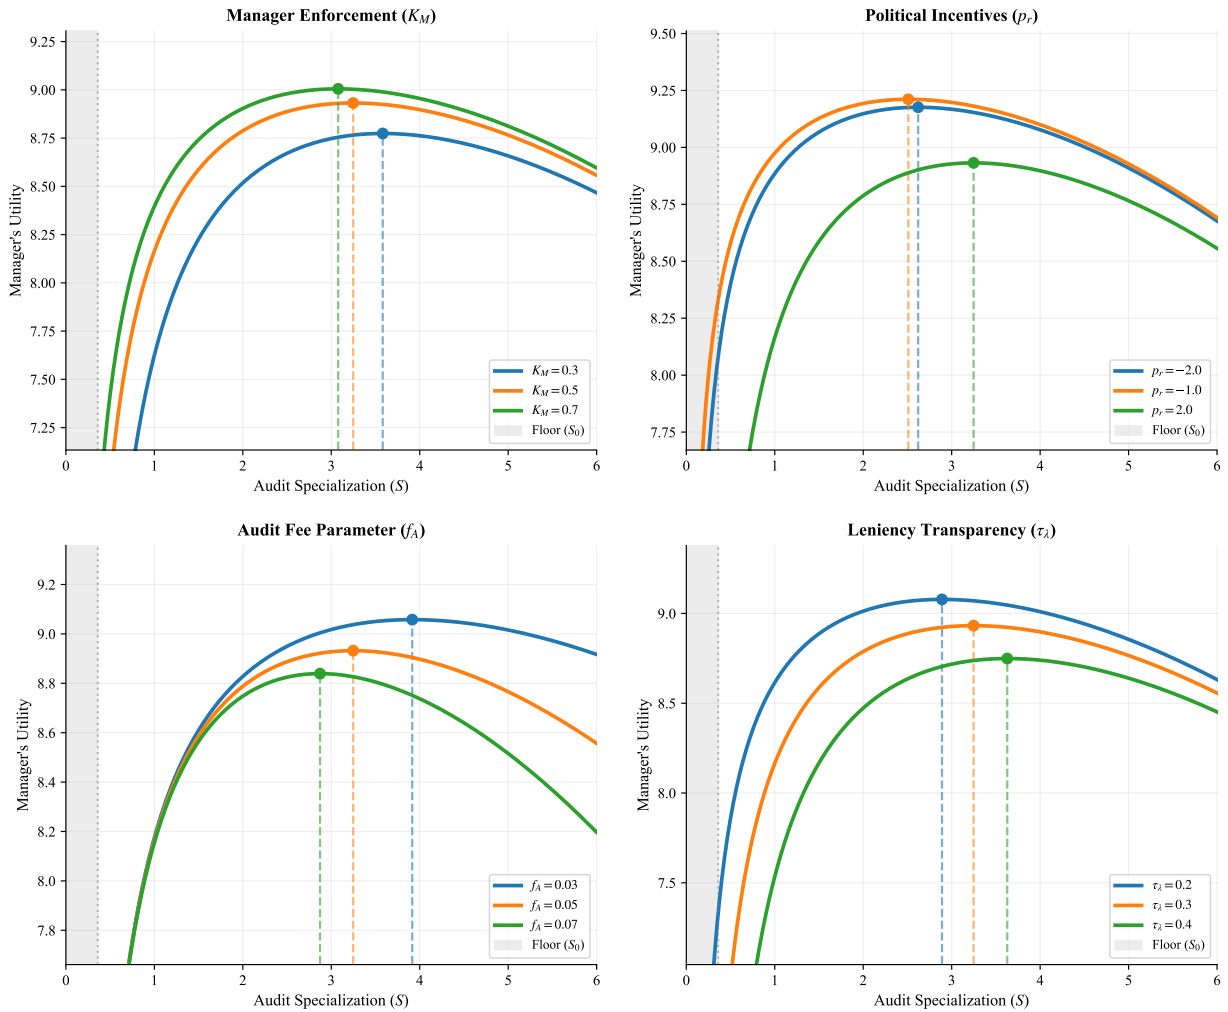 Manager Enforcement (K_M)
Manager's Utility
9.25
9.00
8.75
8.50
8.25
8.00
7.75
7.50
7.25
K_M = 0.3
K_M = 0.5
K_M = 0.7
Floor (S_0)
0 1 2 3 4 5 6
Audit Specialization (S)
Political Incentives (p_r)
Manager's Utility
9.50
9.25
9.00
8.75
8.50
8.25
8.00
7.75
p_r = −2.0
p_r = −1.0
p_r = 2.0
Floor (S_0)
0 1 2 3 4 5 6
Audit Specialization (S)
Audit Fee Parameter (f_A)
Manager's Utility
9.2
9.0
8.8
8.6
8.4
8.2
8.0
7.8
f_A = 0.03
f_A = 0.05
f_A = 0.07
Floor (S_0)
0 1 2 3 4 5 6
Audit Specialization (S)
Leniency Transparency (τ_λ)
Manager's Utility
9.0
8.5
8.0
7.5
τ_λ = 0.2
τ_λ = 0.3
τ_λ = 0.4
Floor (S_0)
0 1 2 3 4 5 6
Audit Specialization (S)